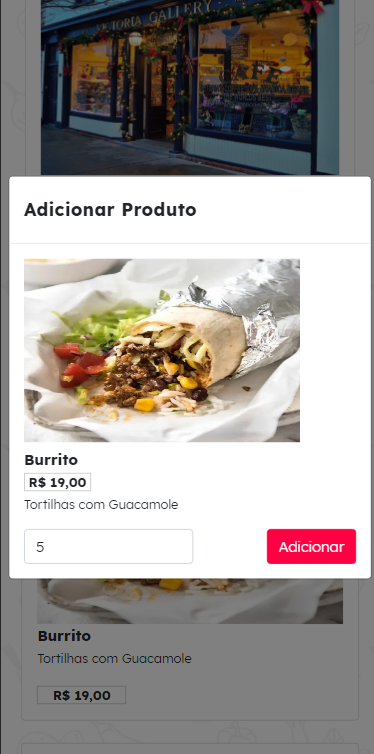 VICTORIA GALLERY
Adicionar Produto
Burrito
R$ 19,00
Tortilhas com Guacamole
5
Adicionar
Burrito
Tortilhas com Guacamole
R$ 19,00